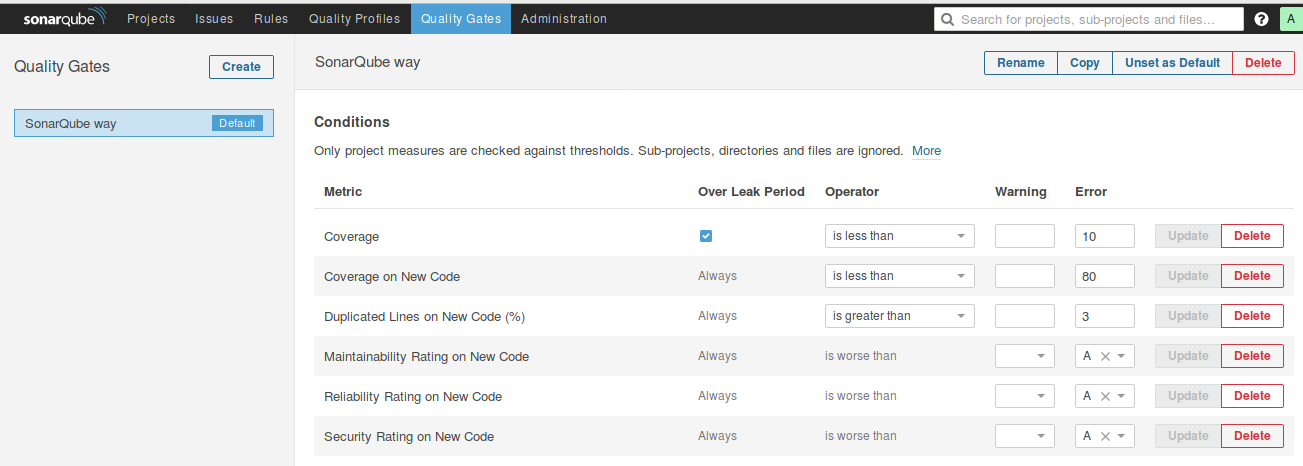 sonarqube Projects Issues Rules Quality Profiles Quality Gates Administration Search for projects, sub-projects and files... ? A
Quality Gates Create SonarQube way Rename Copy Unset as Default Delete
SonarQube way Default
Conditions
Only project measures are checked against thresholds. Sub-projects, directories and files are ignored. More
Metric Over Leak Period Operator Warning Error
Coverage is less than 10 Update Delete
Coverage on New Code Always is less than 80 Update Delete
Duplicated Lines on New Code (%) Always is greater than 3 Update Delete
Maintainability Rating on New Code Always is worse than A Update Delete
Reliability Rating on New Code Always is worse than A Update Delete
Security Rating on New Code Always is worse than A Update Delete